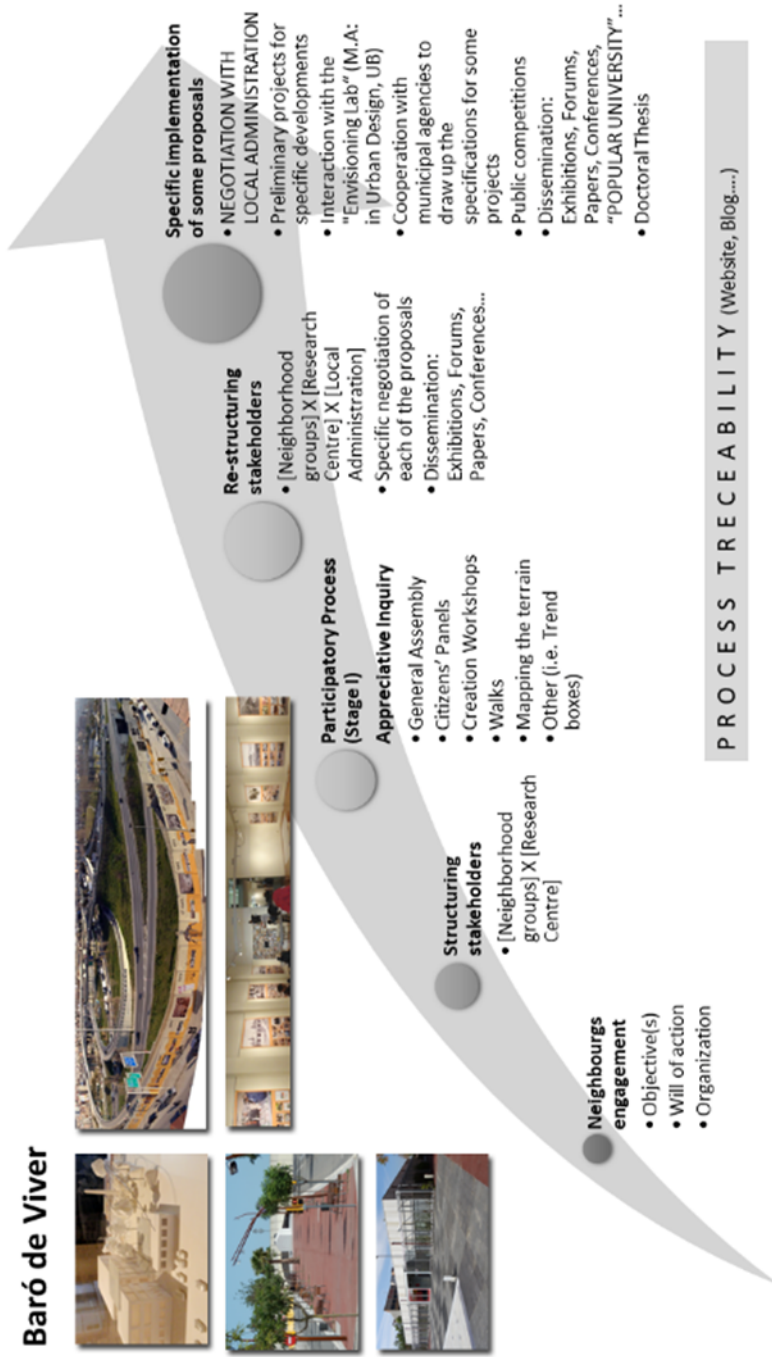 Baró de Viver
Neighbourgs
engagement
• Objective(s)
• Will of action
• Organization
Structuring
stakeholders
• [Neighborhood
groups] X [Research
Centre]
Participatory Process
(Stage I)
Appreciative Inquiry
• General Assembly
• Citizens’ Panels
• Creation Workshops
• Walks
• Mapping the terrain
• Other (i.e. Trend
boxes)
Re-structuring
stakeholders
• [Neighborhood
groups] X [Research
Centre] X [Local
Administration]
• Specific negotiation of
each of the proposals
• Dissemination:
Exhibitions, Forums,
Papers, Conferences...
Specific implementation
of some proposals
• NEGOTIATION WITH
LOCAL ADMINISTRATION
• Preliminary projects for
specific developments
• Interaction with the
"Envisioning Lab" (M.A:
in Urban Design, UB)
• Cooperation with
municipal agencies to
draw up the
specifications for some
projects
• Public competitions
• Dissemination:
Exhibitions, Forums,
Papers, Conferences,
“POPULAR UNIVERSITY”...
• Doctoral Thesis
PROCESS TRECEABILITY (Website, Blog....)